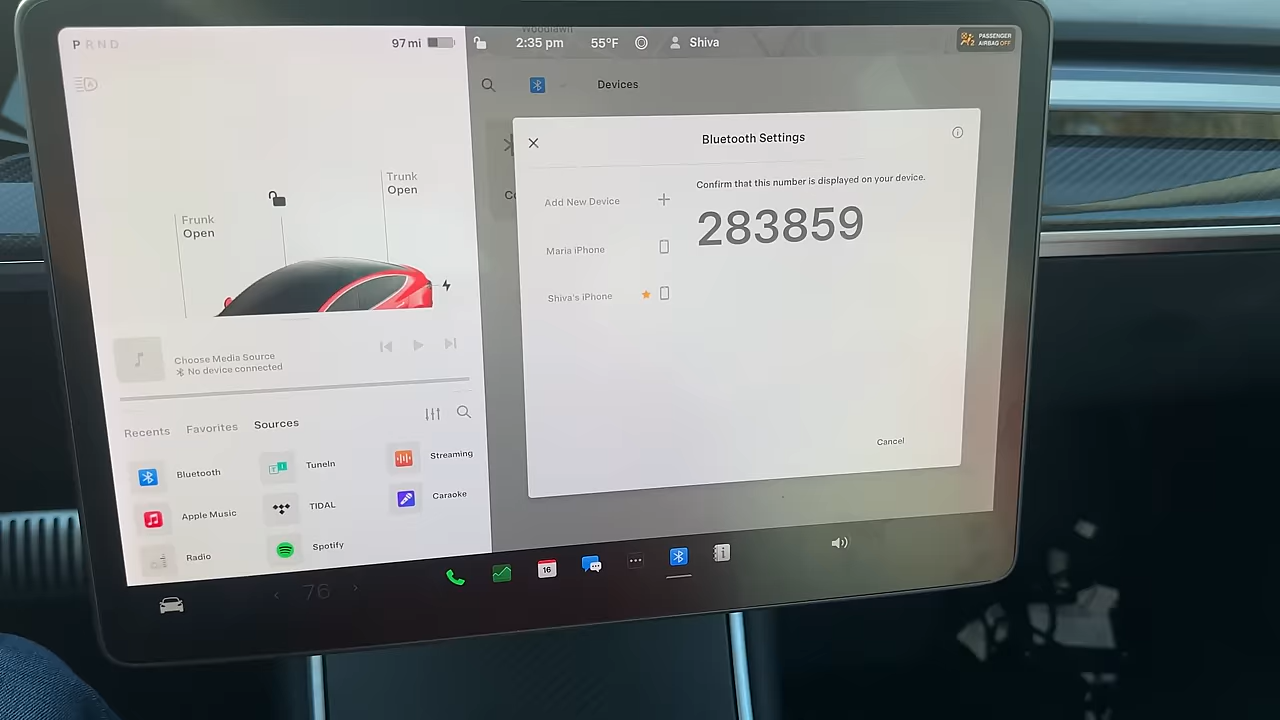 P R N D
97 mi
Woodlawn
2:35 pm
55°F
Shiva
PASSENGER
AIRBAG OFF
Devices
Bluetooth Settings
Add New Device
Maria iPhone
Shiva's iPhone
Confirm that this number is displayed on your device.
283859
Cancel
Trunk
Open
Frunk
Open
Choose Media Source
No device connected
Recents
Favorites
Sources
Bluetooth
TuneIn
Streaming
Apple Music
TIDAL
Caraoke
Radio
Spotify
76
16